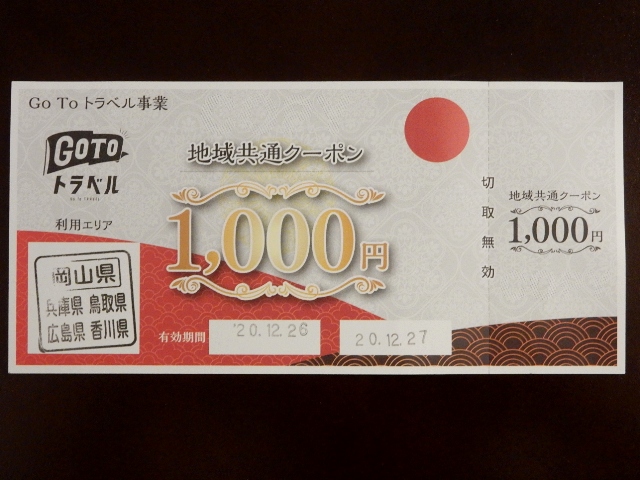 Go To トラベル事業
GOTO
トラベル
GO TO TRAVEL
地域共通クーポン
1,000円
利用エリア
岡山県
兵庫県 鳥取県
広島県 香川県
有効期間
'20.12.26
20.12.27
切取無効
地域共通クーポン
1,000円